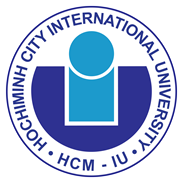 HOCHIMINH CITY INTERNATIONAL UNIVERSITY
• HCM - IU •